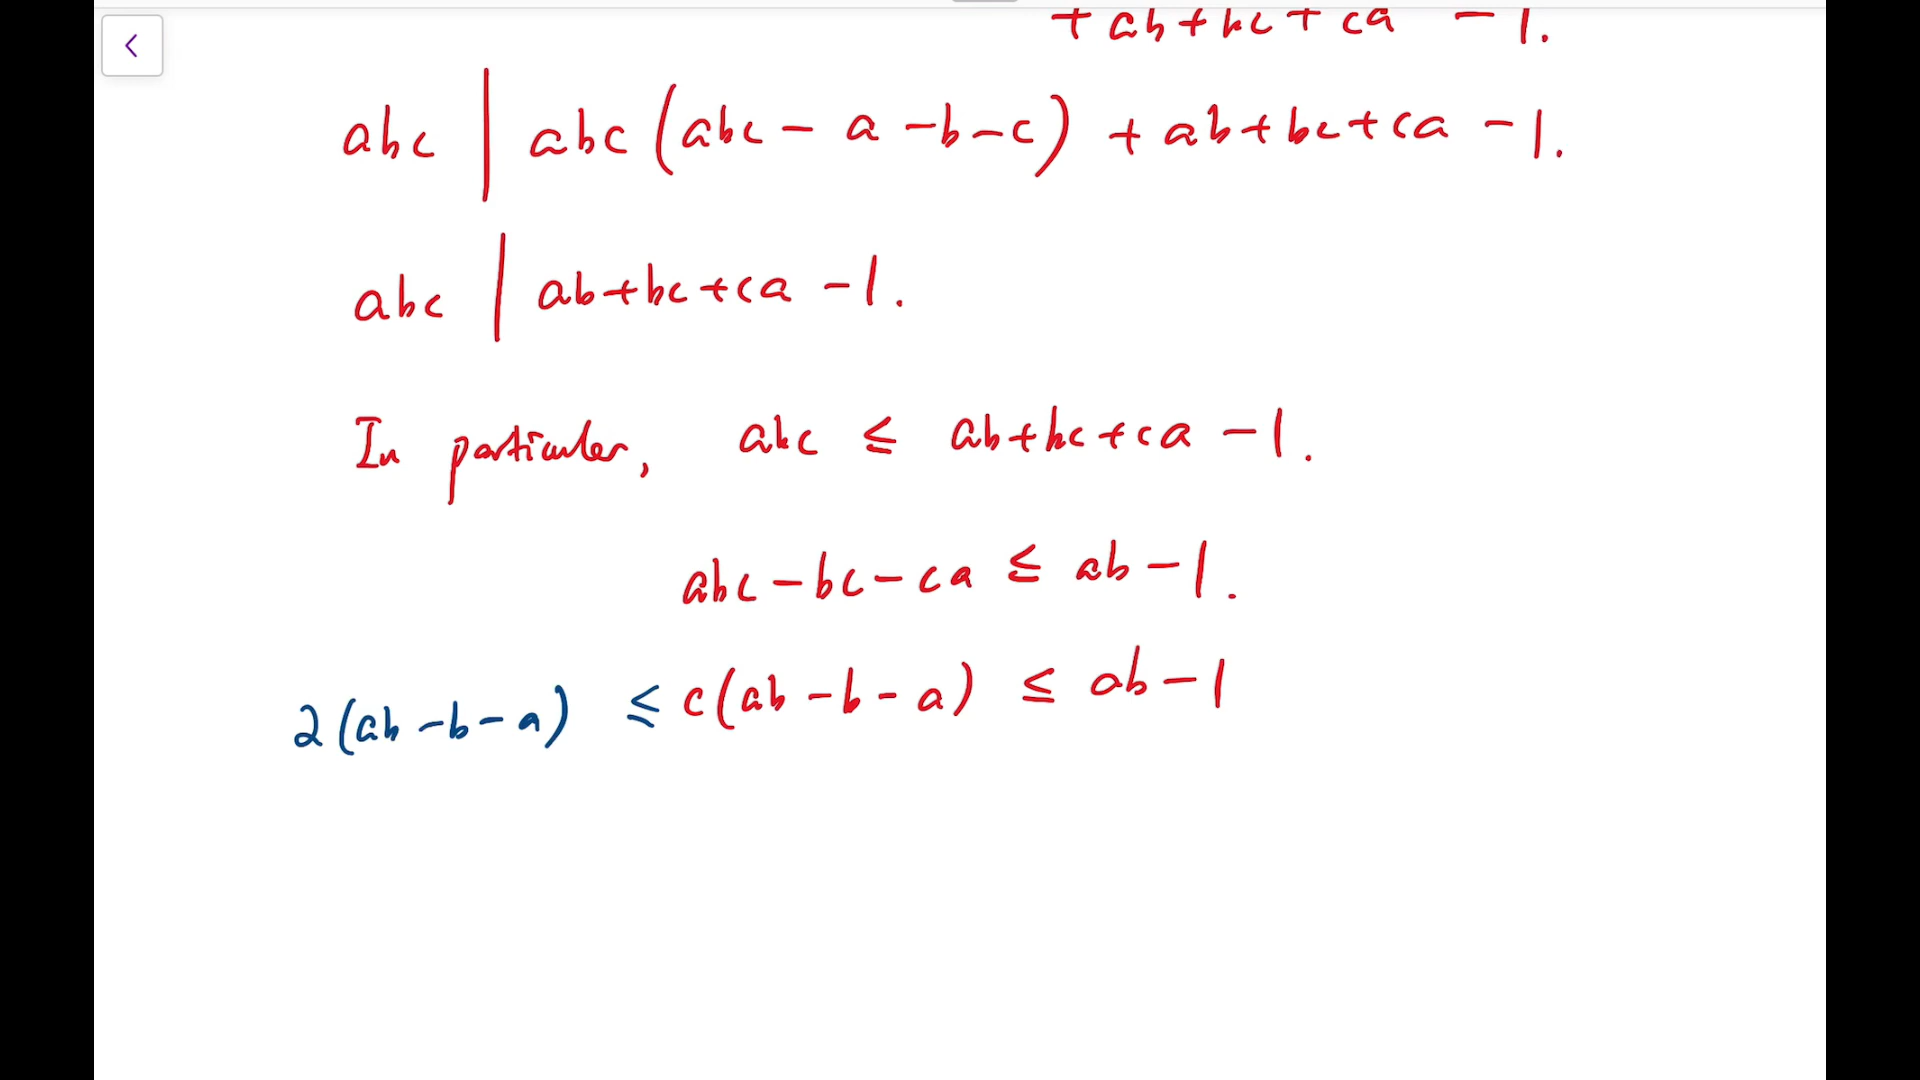 +ab+bc+ca -1.
abc | abc(abc-a-b-c)+ab+bc+ca-1.
abc | ab+bc+ca-1.
In particular, abc ≤ ab+bc+ca-1.
abc-bc-ca ≤ ab-1.
2(ab-b-a) ≤ c(ab-b-a) ≤ ab-1